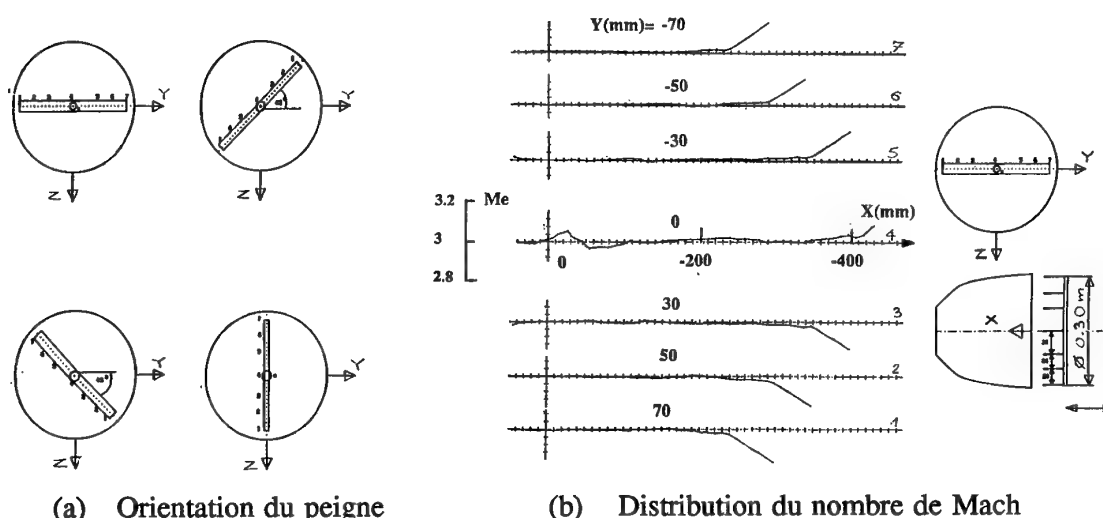 Y
Z
Y
Z
Y
Z
Y
Z
(a) Orientation du peigne
Y(mm)= -70
7
-50
6
-30
5
3.2
Me
3
2.8
0
X(mm)
4
0
-200
-400
30
3
50
2
70
1
Y
Z
X
Ø 0.30 m
(b) Distribution du nombre de Mach